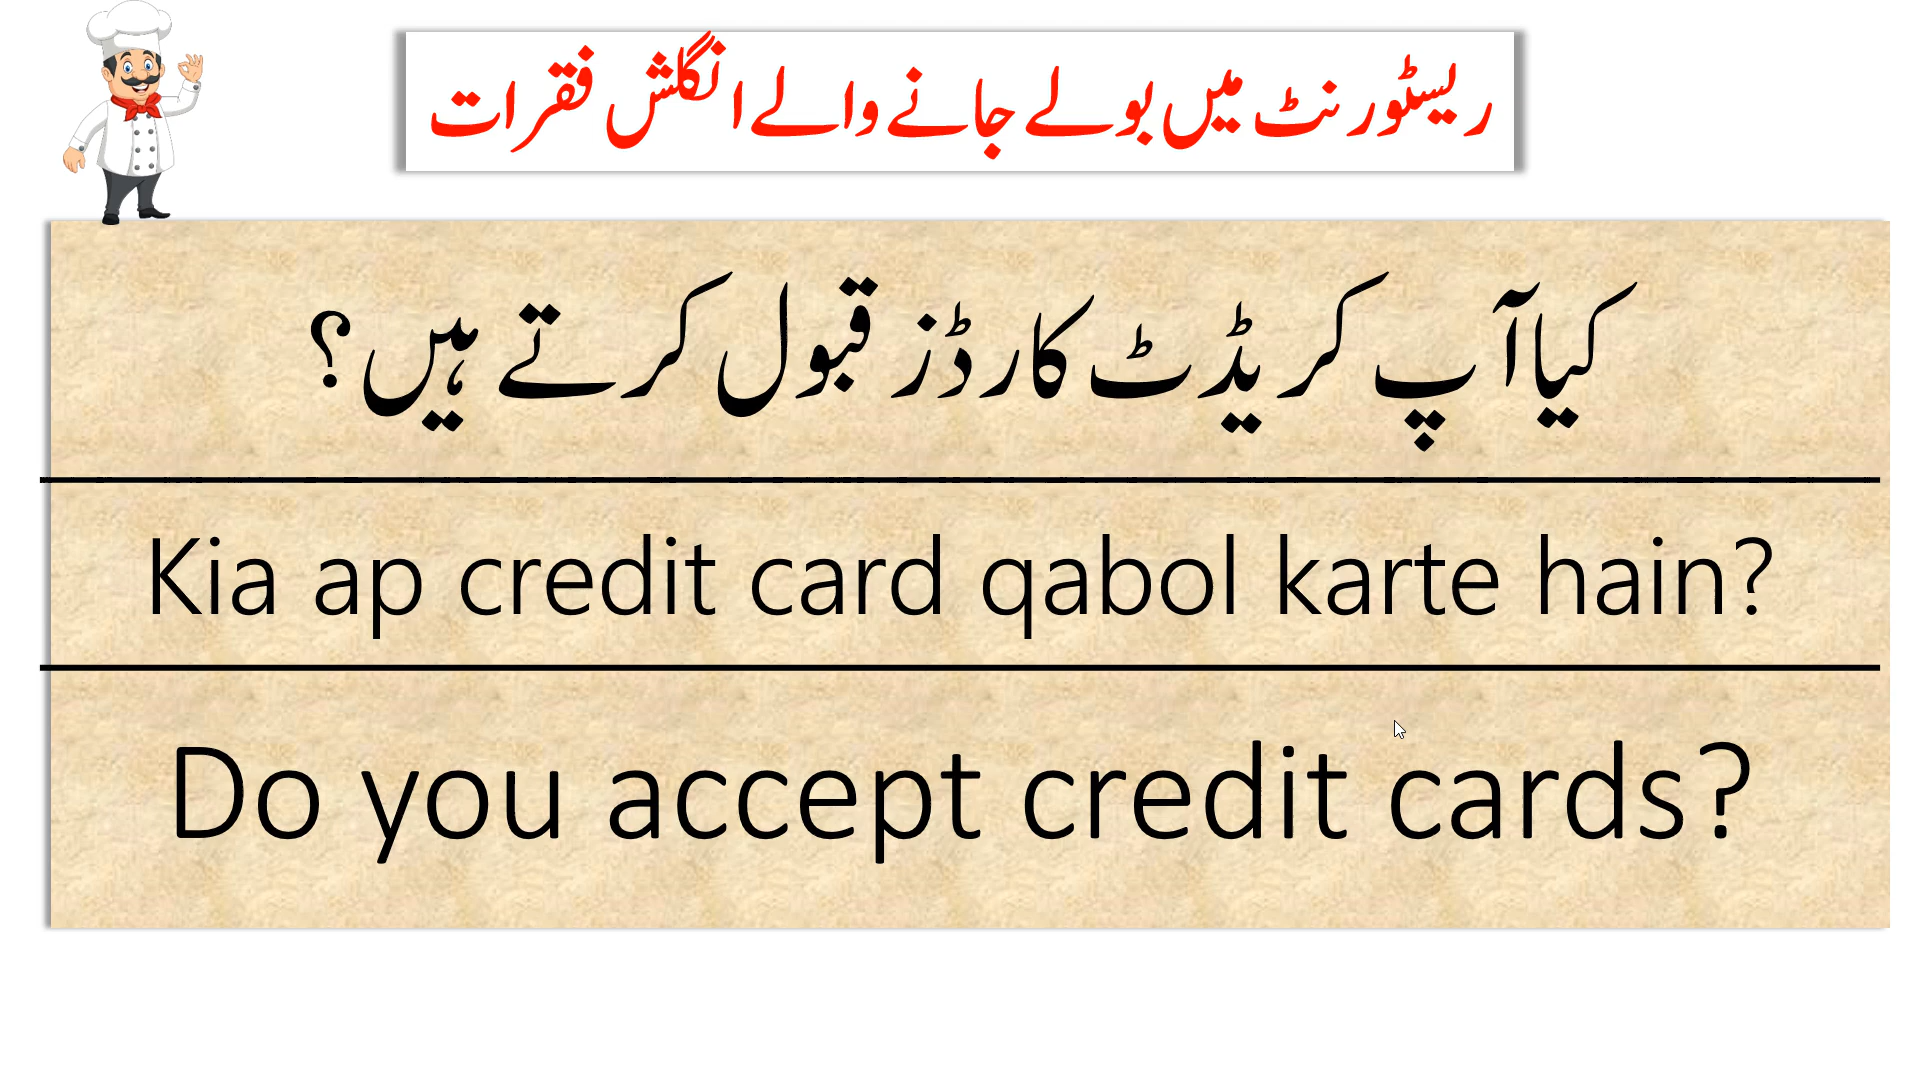 ریسٹورنٹ میں بولے جانے والے انگلش فقرات
کیا آپ کریڈٹ کارڈز قبول کرتے ہیں؟
Kia ap credit card qabol karte hain?
Do you accept credit cards?